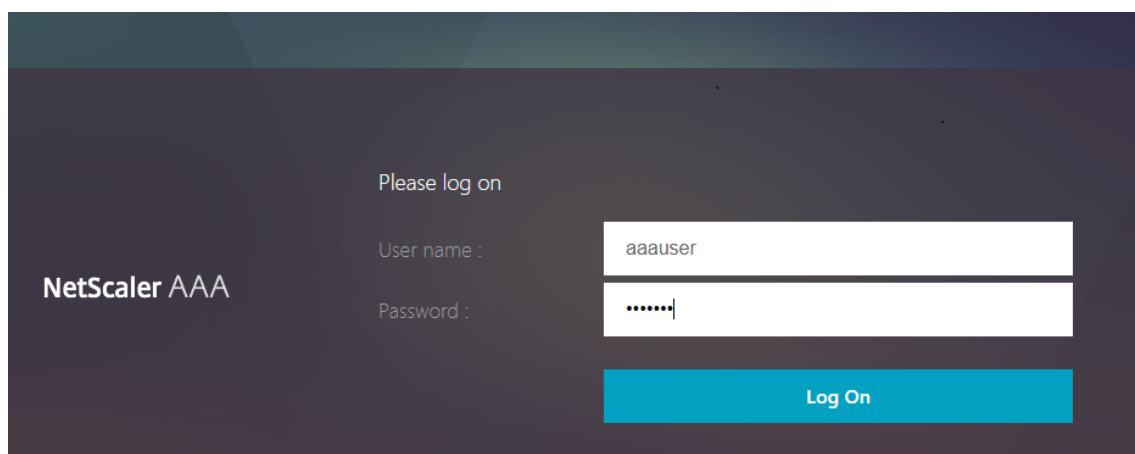 Please log on
User name :
aaauser
NetScaler AAA
Password :
•••••••
Log On